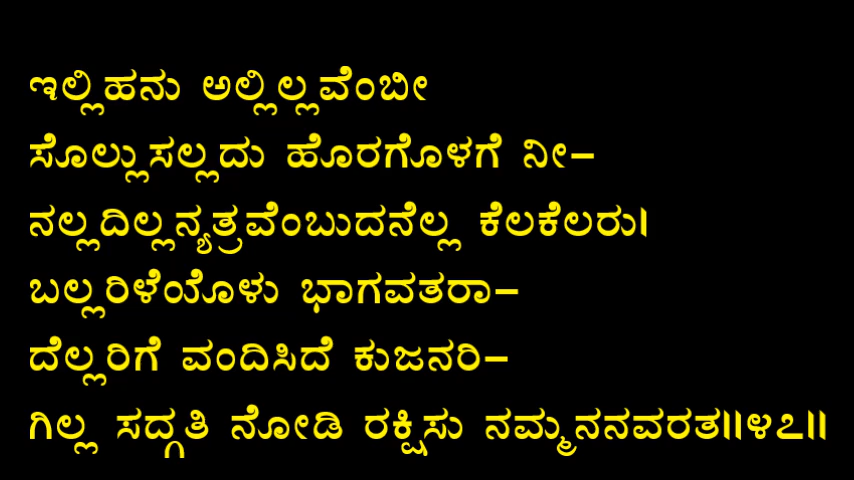 ಇಲ್ಲಿಹನು ಅಲ್ಲಿಲ್ಲವೆಂಬೀ
ಸೊಲ್ಲುಸಲ್ಲದು ಹೊರಗೊಳಗೆ ನೀ–
ನಲ್ಲದಿಲ್ಲನ್ಯತ್ರವೆಂಬುದನೆಲ್ಲ ಕೆಲಕೆಲರು।
ಬಲ್ಲರಿಳೆಯೊಳು ಭಾಗವತರಾ–
ದೆಲ್ಲರಿಗೆ ವಂದಿಸಿದೆ ಕುಜನರಿ–
ಗಿಲ್ಲ ಸದ್ಗತಿ ನೋಡಿ ರಕ್ಷಿಸು ನಮ್ಮನನವರತ॥೪೭॥